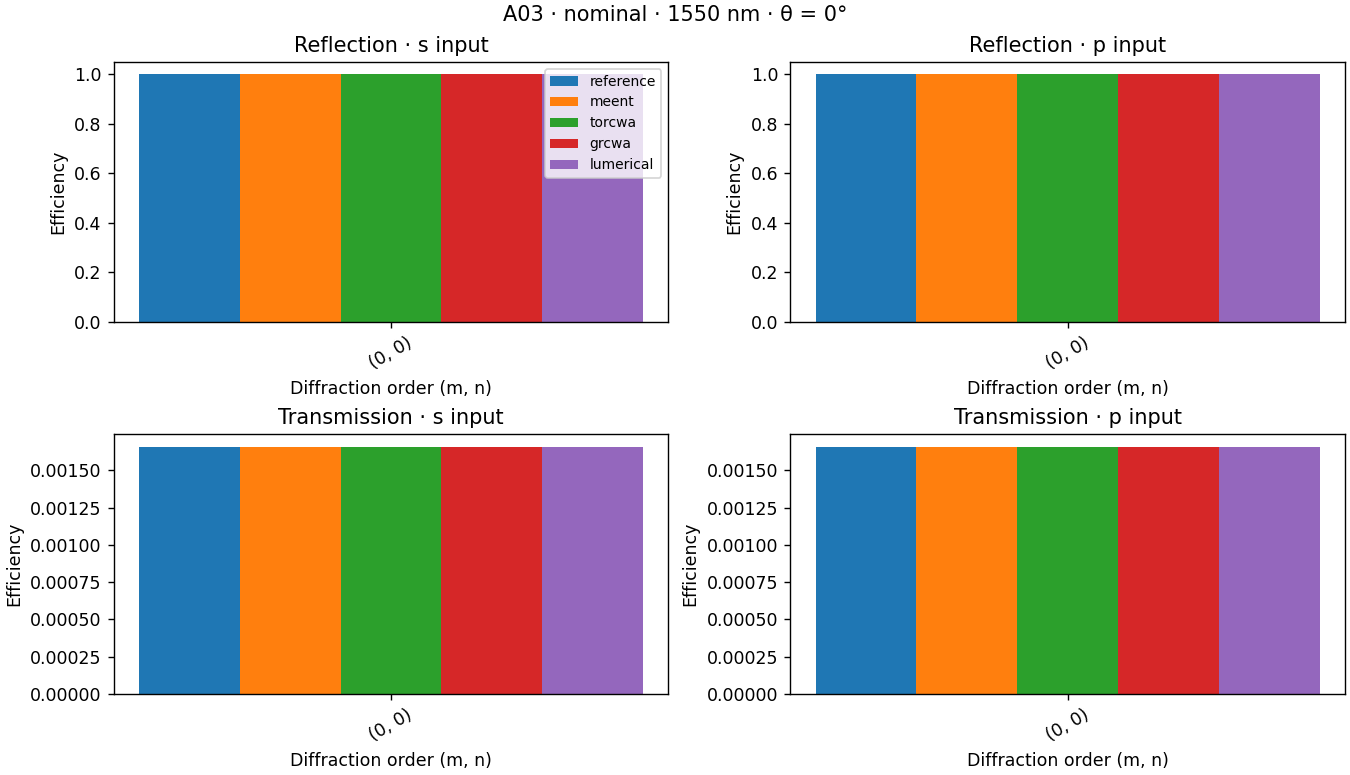 A03 · nominal · 1550 nm · θ = 0°
Reflection · s input
1.0
0.8
0.6
0.4
0.2
0.0
Efficiency
reference
meent
torcwa
grcwa
lumerical
(0, 0)
Diffraction order (m, n)
Reflection · p input
1.0
0.8
0.6
0.4
0.2
0.0
Efficiency
(0, 0)
Diffraction order (m, n)
Transmission · s input
0.00150
0.00125
0.00100
0.00075
0.00050
0.00025
0.00000
Efficiency
(0, 0)
Diffraction order (m, n)
Transmission · p input
0.00150
0.00125
0.00100
0.00075
0.00050
0.00025
0.00000
Efficiency
(0, 0)
Diffraction order (m, n)